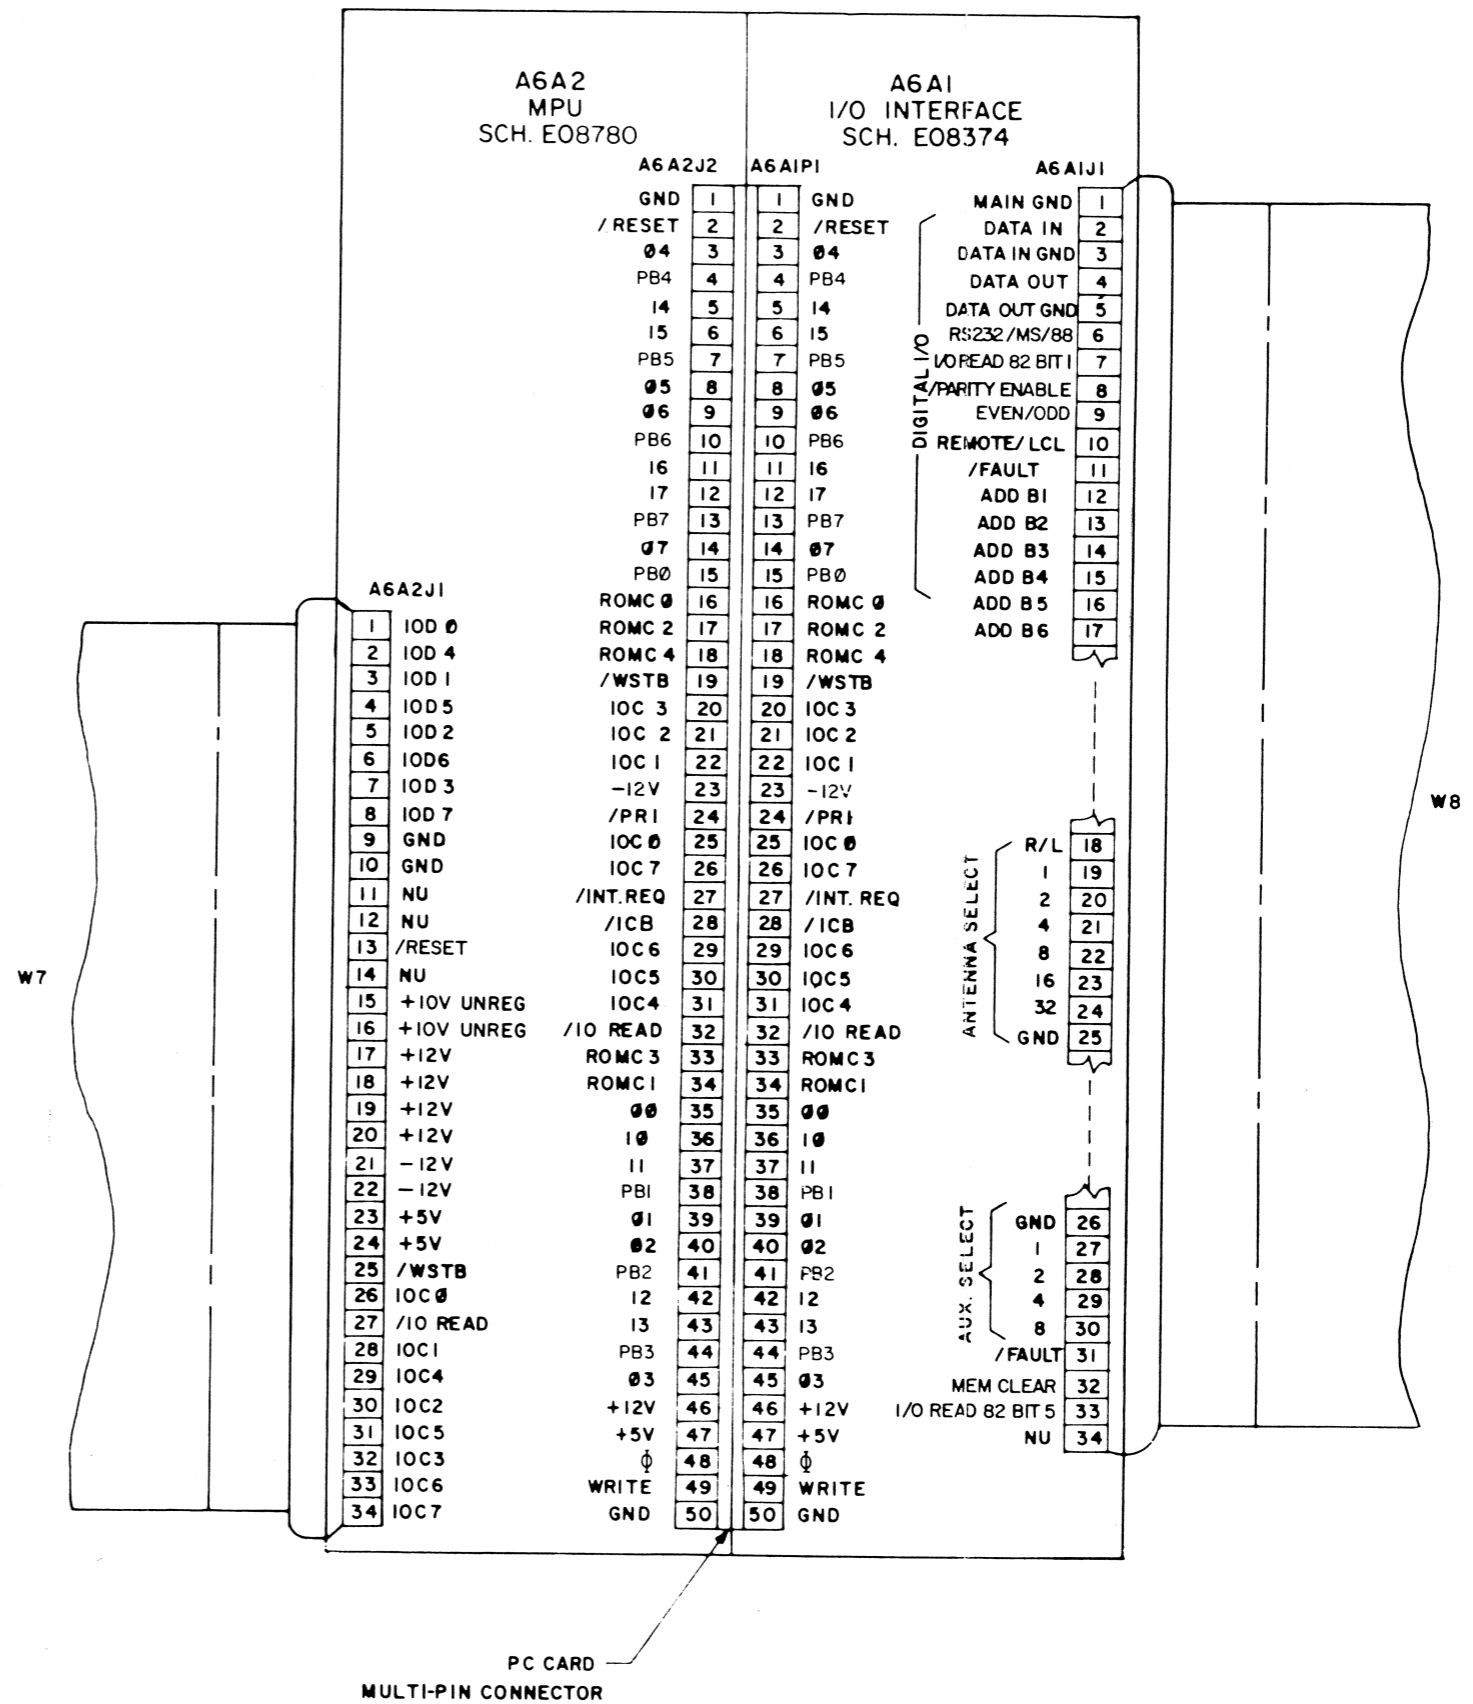 A6A2
MPU
SCH. E08780
A6A1
I/O INTERFACE
SCH. E08374
A6A2J2
GND 1
/RESET 2
Ø4 3
PB4 4
14 5
15 6
PB5 7
Ø5 8
Ø6 9
PB6 10
16 11
17 12
PB7 13
Ø7 14
PBØ 15
ROMC Ø 16
ROMC 2 17
ROMC 4 18
/WSTB 19
IOC 3 20
IOC 2 21
IOC 1 22
-12V 23
/PRI 24
IOC Ø 25
IOC 7 26
/INT.REQ 27
/ICB 28
IOC6 29
IOC5 30
IOC4 31
/IO READ 32
ROMC3 33
ROMC1 34
ØØ 35
1Ø 36
11 37
PB1 38
Ø1 39
Ø2 40
PB2 41
12 42
13 43
PB3 44
Ø3 45
+12V 46
+5V 47
Φ 48
WRITE 49
GND 50
A6A1P1
1 GND
2 /RESET
3 Ø4
4 PB4
5 14
6 15
7 PB5
8 Ø5
9 Ø6
10 PB6
11 16
12 17
13 PB7
14 Ø7
15 PBØ
16 ROMC Ø
17 ROMC 2
18 ROMC 4
19 /WSTB
20 IOC 3
21 IOC 2
22 IOC 1
23 -12V
24 /PRI
25 IOC Ø
26 IOC 7
27 /INT. REQ
28 /ICB
29 IOC6
30 IOC5
31 IOC4
32 /IO READ
33 ROMC3
34 ROMC1
35 ØØ
36 1Ø
37 11
38 PB1
39 Ø1
40 Ø2
41 PB2
42 12
43 13
44 PB3
45 Ø3
46 +12V
47 +5V
48 Φ
49 WRITE
50 GND
A6A1J1
MAIN GND 1
DIGITAL I/O
DATA IN 2
DATA IN GND 3
DATA OUT 4
DATA OUT GND 5
RS232/MS/88 6
I/O READ 82 BIT 1 7
/PARITY ENABLE 8
EVEN/ODD 9
REMOTE/LCL 10
/FAULT 11
ADD B1 12
ADD B2 13
ADD B3 14
ADD B4 15
ADD B5 16
ADD B6 17
ANTENNA SELECT
R/L 18
1 19
2 20
4 21
8 22
16 23
32 24
GND 25
AUX. SELECT
GND 26
1 27
2 28
4 29
8 30
/FAULT 31
MEM CLEAR 32
I/O READ 82 BIT 5 33
NU 34
A6A2J1
1 IOD Ø
2 IOD 4
3 IOD 1
4 IOD 5
5 IOD 2
6 IOD6
7 IOD 3
8 IOD 7
9 GND
10 GND
11 NU
12 NU
13 /RESET
14 NU
15 +10V UNREG
16 +10V UNREG
17 +12V
18 +12V
19 +12V
20 +12V
21 -12V
22 -12V
23 +5V
24 +5V
25 /WSTB
26 IOCØ
27 /IO READ
28 IOC1
29 IOC4
30 IOC2
31 IOC5
32 IOC3
33 IOC6
34 IOC7
W7
W8
PC CARD
MULTI-PIN CONNECTOR